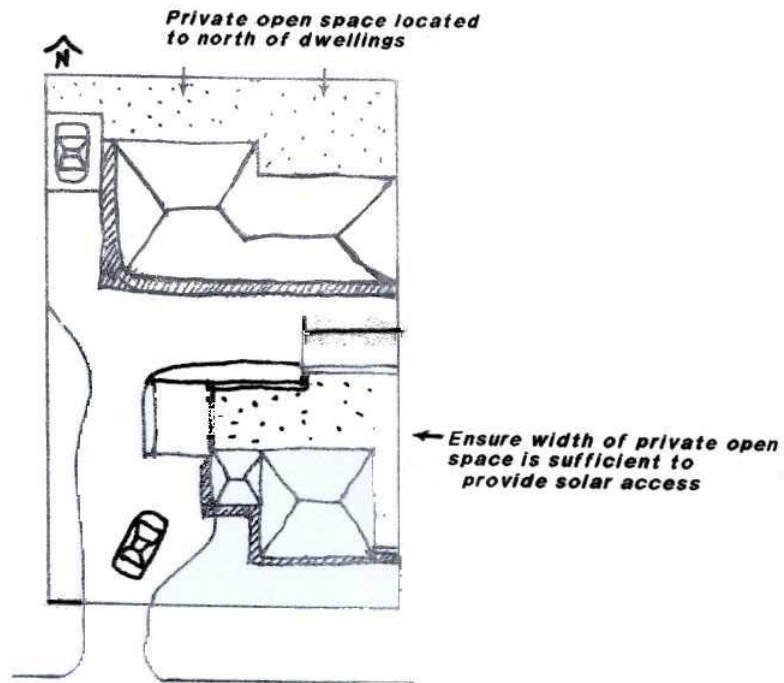 Private open space located
to north of dwellings
N
Ensure width of private open
space is sufficient to
provide solar access